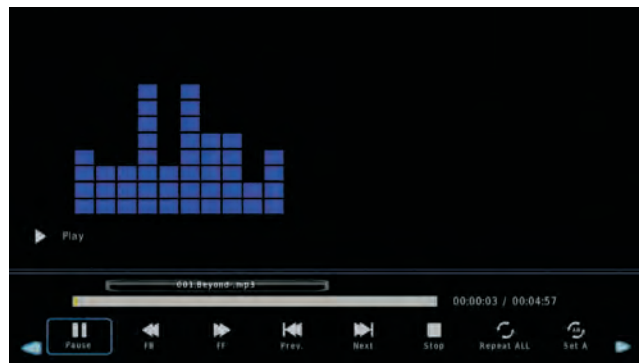 Play
001.Beyond-.mp3
00:00:03 / 00:04:57
Pause FB FF Prev. Next Stop Repeat ALL Set A